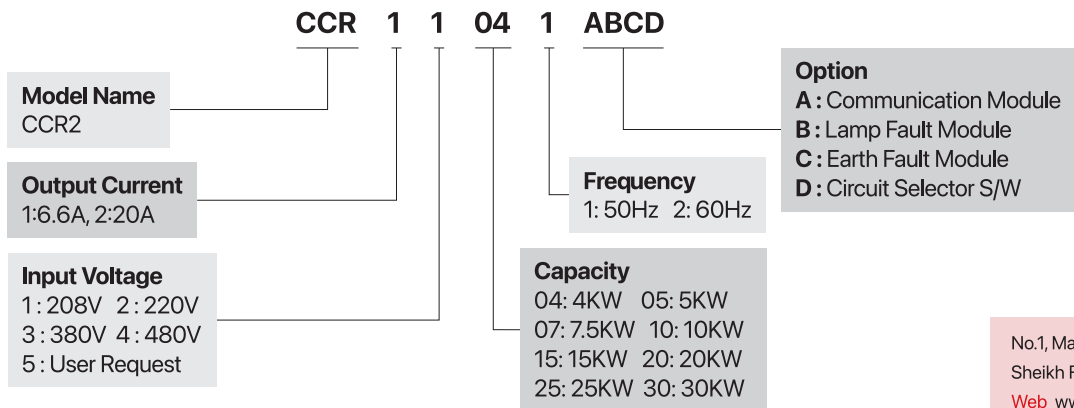 CCR 1 1 04 1 ABCD
Model Name
CCR2
Output Current
1:6.6A, 2:20A
Input Voltage
1 : 208V 2 : 220V
3 : 380V 4 : 480V
5 : User Request
Capacity
04: 4KW 05: 5KW
07: 7.5KW 10: 10KW
15: 15KW 20: 20KW
25: 25KW 30: 30KW
Frequency
1: 50Hz 2: 60Hz
Option
A : Communication Module
B : Lamp Fault Module
C : Earth Fault Module
D : Circuit Selector S/W
No.1, Ma
Sheikh
Web